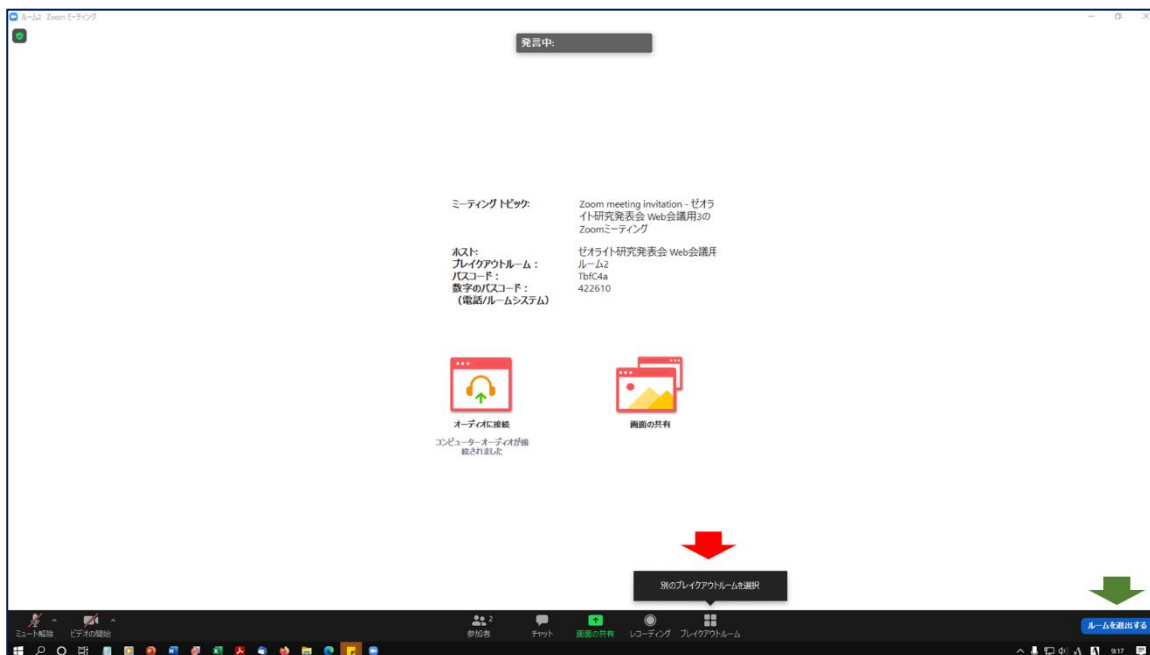 ルーム2 Zoom ミーティング
発言中:
ミーティング トピック: Zoom meeting invitation - ゼオラ
イト研究発表会 Web会議用3の
Zoomミーティング
ホスト: ゼオライト研究発表会 Web会議用
ブレイクアウトルーム： ルーム2
パスコード： TbfC4a
数字のパスコード： 422610
（電話/ルームシステム）
オーディオに接続 画面の共有
コンピューターオーディオが接
続されました
別のブレイクアウトルームを選択
ミュート解除 ビデオの開始 参加者 2 チャット 画面の共有 レコーディング ブレイクアウトルーム ルームを退出する
9:17